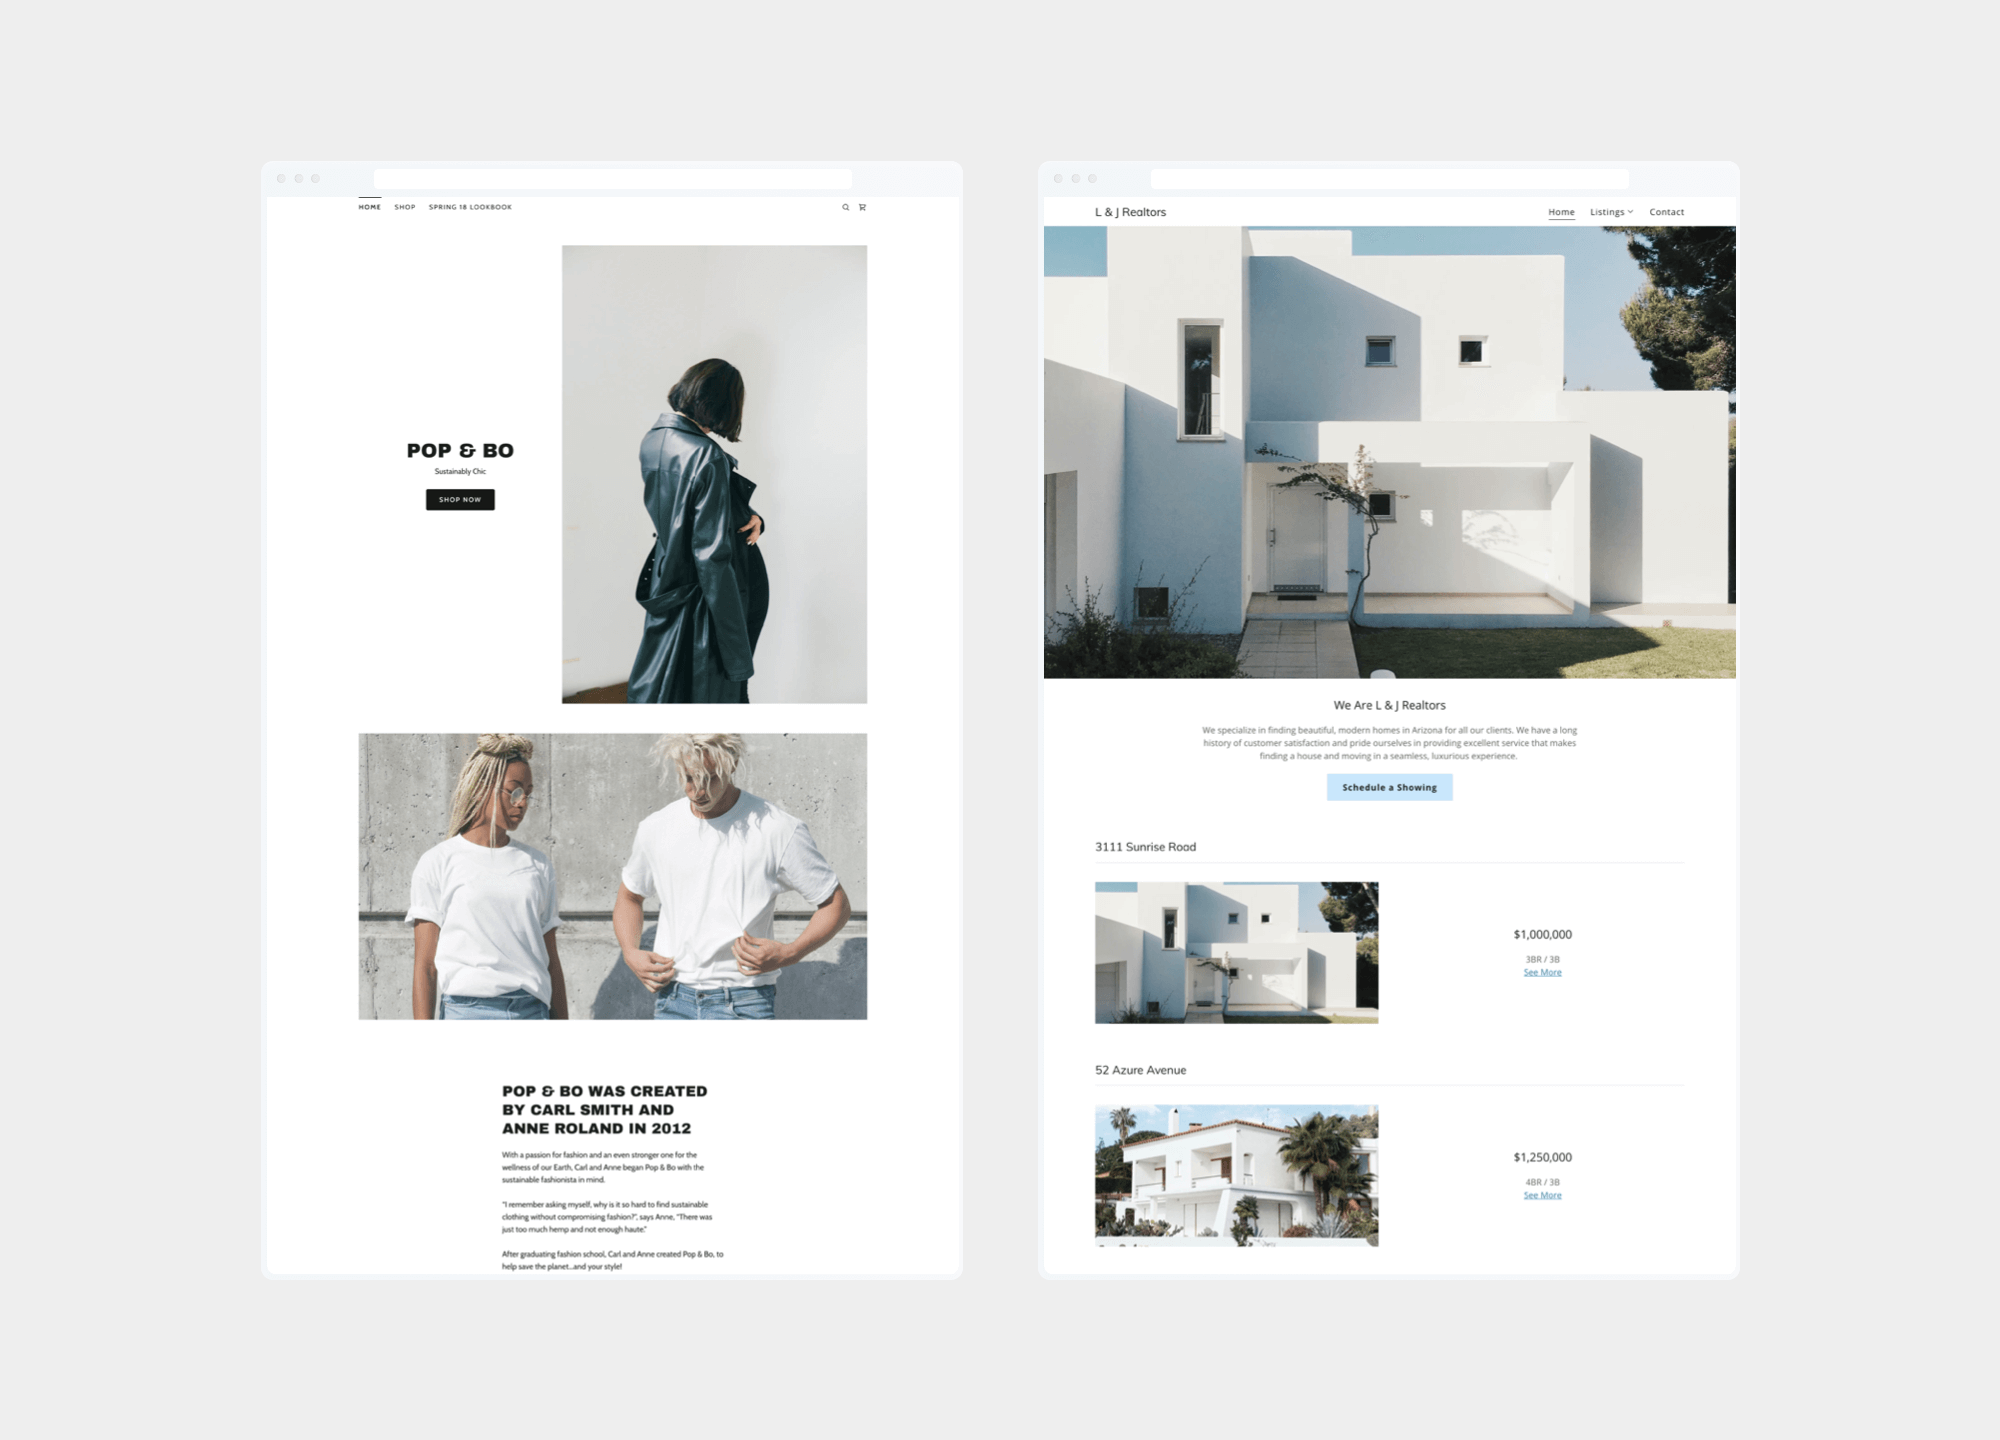 HOME SHOP SPRING 18 LOOKBOOK
POP & BO
Sustainably Chic
SHOP NOW
POP & BO WAS CREATED
BY CARL SMITH AND
ANNE ROLAND IN 2012
With a passion for fashion and an even stronger one for the
wellness of our Earth, Carl and Anne began Pop & Bo with the
sustainable fashionista in mind.
"I remember asking myself, why is it so hard to find sustainable
clothing without compromising fashion?", says Anne, "There was
just too much hemp and not enough haute."
After graduating fashion school, Carl and Anne created Pop & Bo, to
help save the planet...and your style!
L & J Realtors
Home Listings Contact
We Are L & J Realtors
We specialize in finding beautiful, modern homes in Arizona for all our clients. We have a long
history of customer satisfaction and pride ourselves in providing excellent service that makes
finding a house and moving in a seamless, luxurious experience.
Schedule a Showing
3111 Sunrise Road
$1,000,000
3BR / 3B
See More
52 Azure Avenue
$1,250,000
4BR / 3B
See More